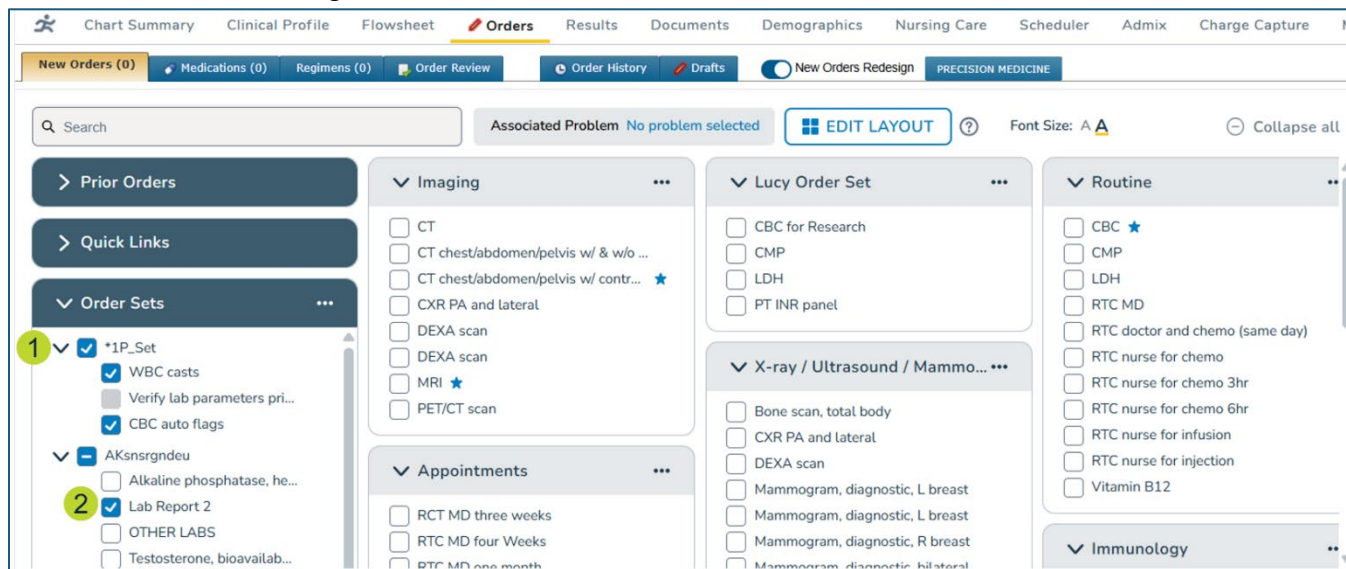 Chart Summary Clinical Profile Flowsheet Orders Results Documents Demographics Nursing Care Scheduler Admix Charge Capture
New Orders (0) Medications (0) Regimens (0) Order Review Order History Drafts New Orders Redesign PRECISION MEDICINE
Search Associated Problem No problem selected EDIT LAYOUT ? Font Size: A A Collapse all
Prior Orders
Quick Links
Order Sets •••
1 *1P_Set
WBC casts
Verify lab parameters pri...
CBC auto flags
AKsnsrgndeu
Alkaline phosphatase, he...
2 Lab Report 2
OTHER LABS
Testosterone, bioavailab...
Imaging •••
CT
CT chest/abdomen/pelvis w/ & w/o ...
CT chest/abdomen/pelvis w/ contr... ★
CXR PA and lateral
DEXA scan
DEXA scan
MRI ★
PET/CT scan
Appointments •••
RCT MD three weeks
RTC MD four Weeks
RTC MD one month
Lucy Order Set •••
CBC for Research
CMP
LDH
PT INR panel
X-ray / Ultrasound / Mammo... •••
Bone scan, total body
CXR PA and lateral
DEXA scan
Mammogram, diagnostic, L breast
Mammogram, diagnostic, L breast
Mammogram, diagnostic, R breast
Mammogram, diagnostic, bilateral
Routine
CBC ★
CMP
LDH
RTC MD
RTC doctor and chemo (same day)
RTC nurse for chemo
RTC nurse for chemo 3hr
RTC nurse for chemo 6hr
RTC nurse for infusion
RTC nurse for injection
Vitamin B12
Immunology